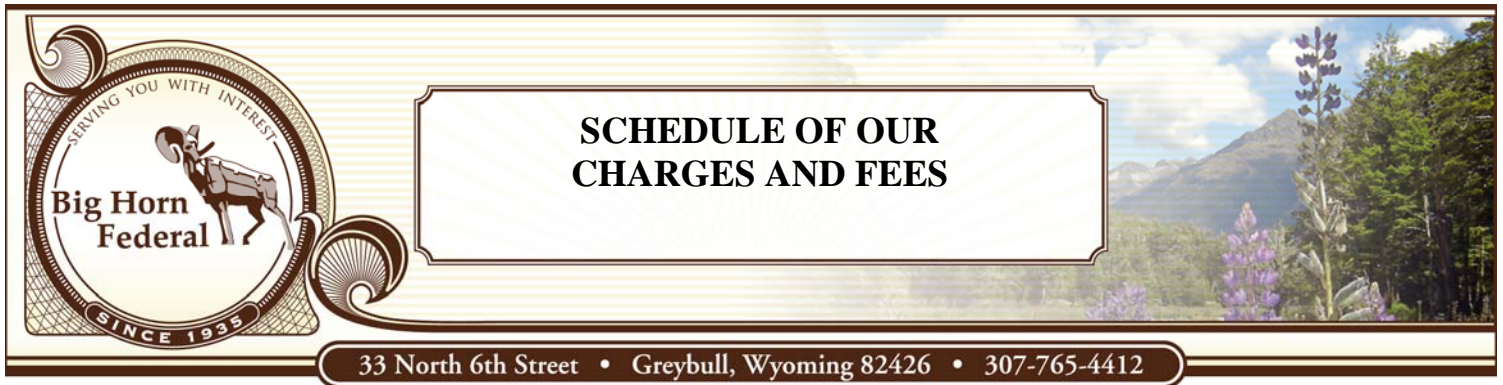 SERVING YOU WITH INTEREST
Big Horn
Federal
SINCE 1935
SCHEDULE OF OUR
CHARGES AND FEES
33 North 6th Street • Greybull, Wyoming 82426 • 307-765-4412